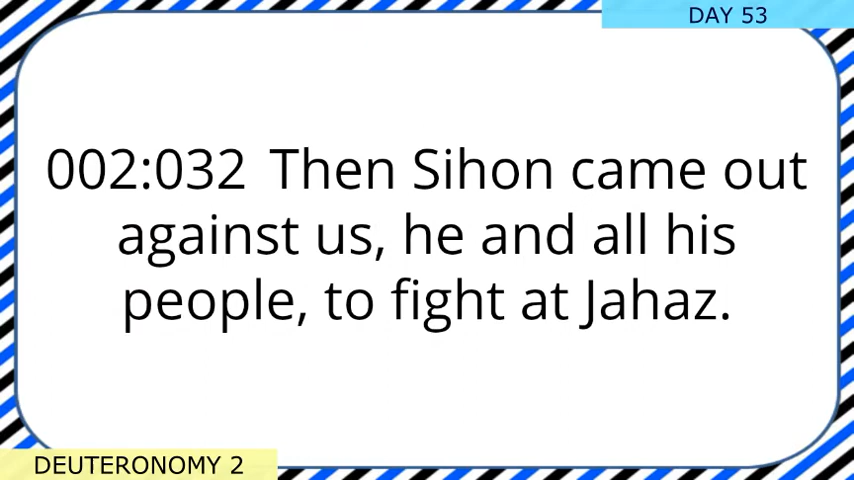 DAY 53
002:032 Then Sihon came out
against us, he and all his
people, to fight at Jahaz.
DEUTERONOMY 2